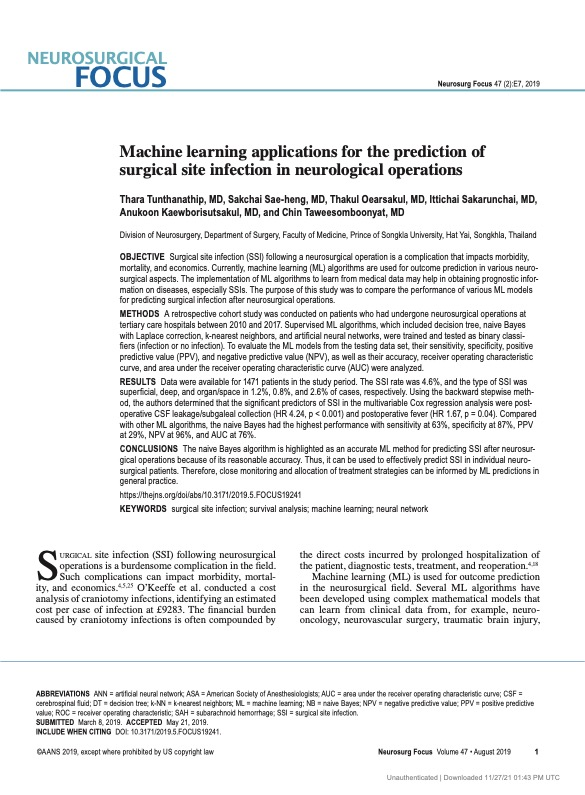 NEUROSURGICAL
FOCUS
Neurosurg Focus 47 (2):E7, 2019
Machine learning applications for the prediction of
surgical site infection in neurological operations
Thara Tunthanathip, MD, Sakchai Sae-heng, MD, Thakul Oearsakul, MD, Ittichai Sakarunchai, MD,
Anukoon Kaewborisutsakul, MD, and Chin Taweesomboonyat, MD
Division of Neurosurgery, Department of Surgery, Faculty of Medicine, Prince of Songkla University, Hat Yai, Songkhla, Thailand
OBJECTIVE Surgical site infection (SSI) following a neurosurgical operation is a complication that impacts morbidity,
mortality, and economics. Currently, machine learning (ML) algorithms are used for outcome prediction in various neuro-
surgical aspects. The implementation of ML algorithms to learn from medical data may help in obtaining prognostic infor-
mation on diseases, especially SSIs. The purpose of this study was to compare the performance of various ML models
for predicting surgical infection after neurosurgical operations.
METHODS A retrospective cohort study was conducted on patients who had undergone neurosurgical operations at
tertiary care hospitals between 2010 and 2017. Supervised ML algorithms, which included decision tree, naive Bayes
with Laplace correction, k-nearest neighbors, and artificial neural networks, were trained and tested as binary classi-
fiers (infection or no infection). To evaluate the ML models from the testing data set, their sensitivity, specificity, positive
predictive value (PPV), and negative predictive value (NPV), as well as their accuracy, receiver operating characteristic
curve, and area under the receiver operating characteristic curve (AUC) were analyzed.
RESULTS Data were available for 1471 patients in the study period. The SSI rate was 4.6%, and the type of SSI was
superficial, deep, and organ/space in 1.2%, 0.8%, and 2.6% of cases, respectively. Using the backward stepwise meth-
od, the authors determined that the significant predictors of SSI in the multivariable Cox regression analysis were post-
operative CSF leakage/subgaleal collection (HR 4.24, p < 0.001) and postoperative fever (HR 1.67, p = 0.04). Compared
with other ML algorithms, the naive Bayes had the highest performance with sensitivity at 63%, specificity at 87%, PPV
at 29%, NPV at 96%, and AUC at 76%.
CONCLUSIONS The naive Bayes algorithm is highlighted as an accurate ML method for predicting SSI after neurosur-
gical operations because of its reasonable accuracy. Thus, it can be used to effectively predict SSI in individual neuro-
surgical patients. Therefore, close monitoring and allocation of treatment strategies can be informed by ML predictions in
general practice.
https://thejns.org/doi/abs/10.3171/2019.5.FOCUS19241
KEYWORDS surgical site infection; survival analysis; machine learning; neural network
SURGICAL site infection (SSI) following neurosurgical
operations is a burdensome complication in the field.
Such complications can impact morbidity, mortal-
ity, and economics.4,5,25 O'Keeffe et al. conducted a cost
analysis of craniotomy infections, identifying an estimated
cost per case of infection at £9283. The financial burden
caused by craniotomy infections is often compounded by
the direct costs incurred by prolonged hospitalization of
the patient, diagnostic tests, treatment, and reoperation.4,18
Machine learning (ML) is used for outcome prediction
in the neurosurgical field. Several ML algorithms have
been developed using complex mathematical models that
can learn from clinical data from, for example, neuro-
oncology, neurovascular surgery, traumatic brain injury,
ABBREVIATIONS ANN = artificial neural network; ASA = American Society of Anesthesiologists; AUC = area under the receiver operating characteristic curve; CSF =
cerebrospinal fluid; DT = decision tree; k-NN = k-nearest neighbors; ML = machine learning; NB = naive Bayes; NPV = negative predictive value; PPV = positive predictive
value; ROC = receiver operating characteristic; SAH = subarachnoid hemorrhage; SSI = surgical site infection.
SUBMITTED March 8, 2019. ACCEPTED May 21, 2019.
INCLUDE WHEN CITING DOI: 10.3171/2019.5.FOCUS19241.
©AANS 2019, except where prohibited by US copyright law
Neurosurg Focus Volume 47 • August 2019 1
Unauthenticated | Downloaded 11/27/21 01:43 PM UTC